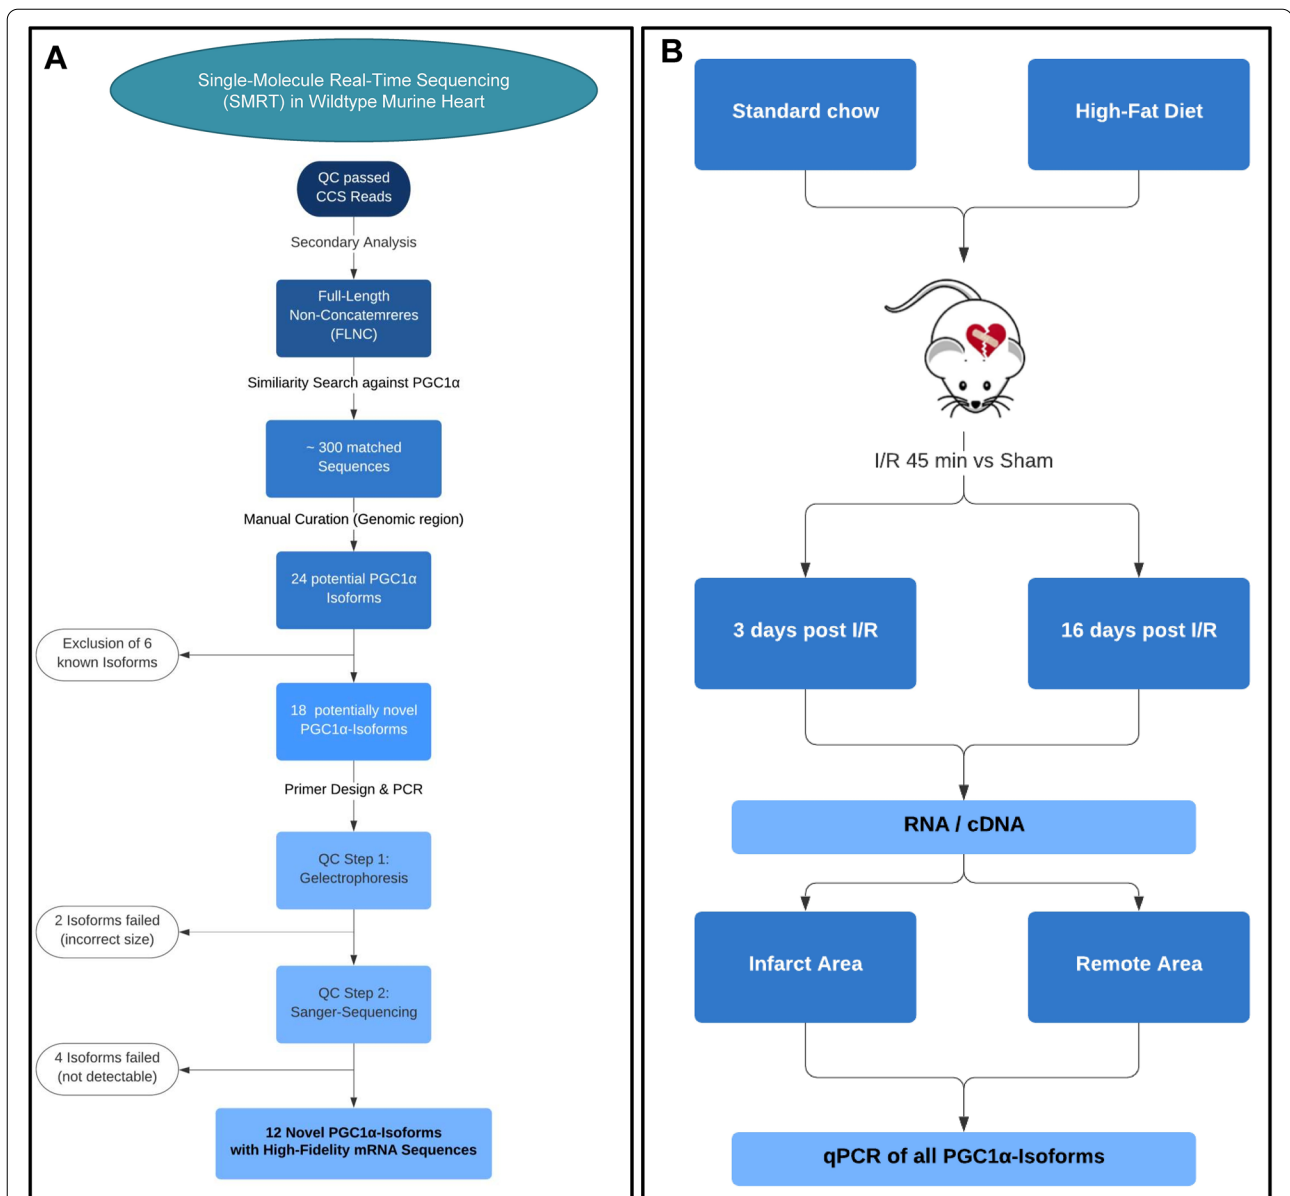 A
Single-Molecule Real-Time Sequencing
(SMRT) in Wildtype Murine Heart
QC passed
CCS Reads
Secondary Analysis
Full-Length
Non-Concatemreres
(FLNC)
Similiarity Search against PGC1α
~ 300 matched
Sequences
Manual Curation (Genomic region)
24 potential PGC1α
Isoforms
Exclusion of 6
known Isoforms
18 potentially novel
PGC1α-Isoforms
Primer Design & PCR
QC Step 1:
Gelectrophoresis
2 Isoforms failed
(incorrect size)
QC Step 2:
Sanger-Sequencing
4 Isoforms failed
(not detectable)
12 Novel PGC1α-Isoforms
with High-Fidelity mRNA Sequences
B
Standard chow
High-Fat Diet
I/R 45 min vs Sham
3 days post I/R
16 days post I/R
RNA / cDNA
Infarct Area
Remote Area
qPCR of all PGC1α-Isoforms